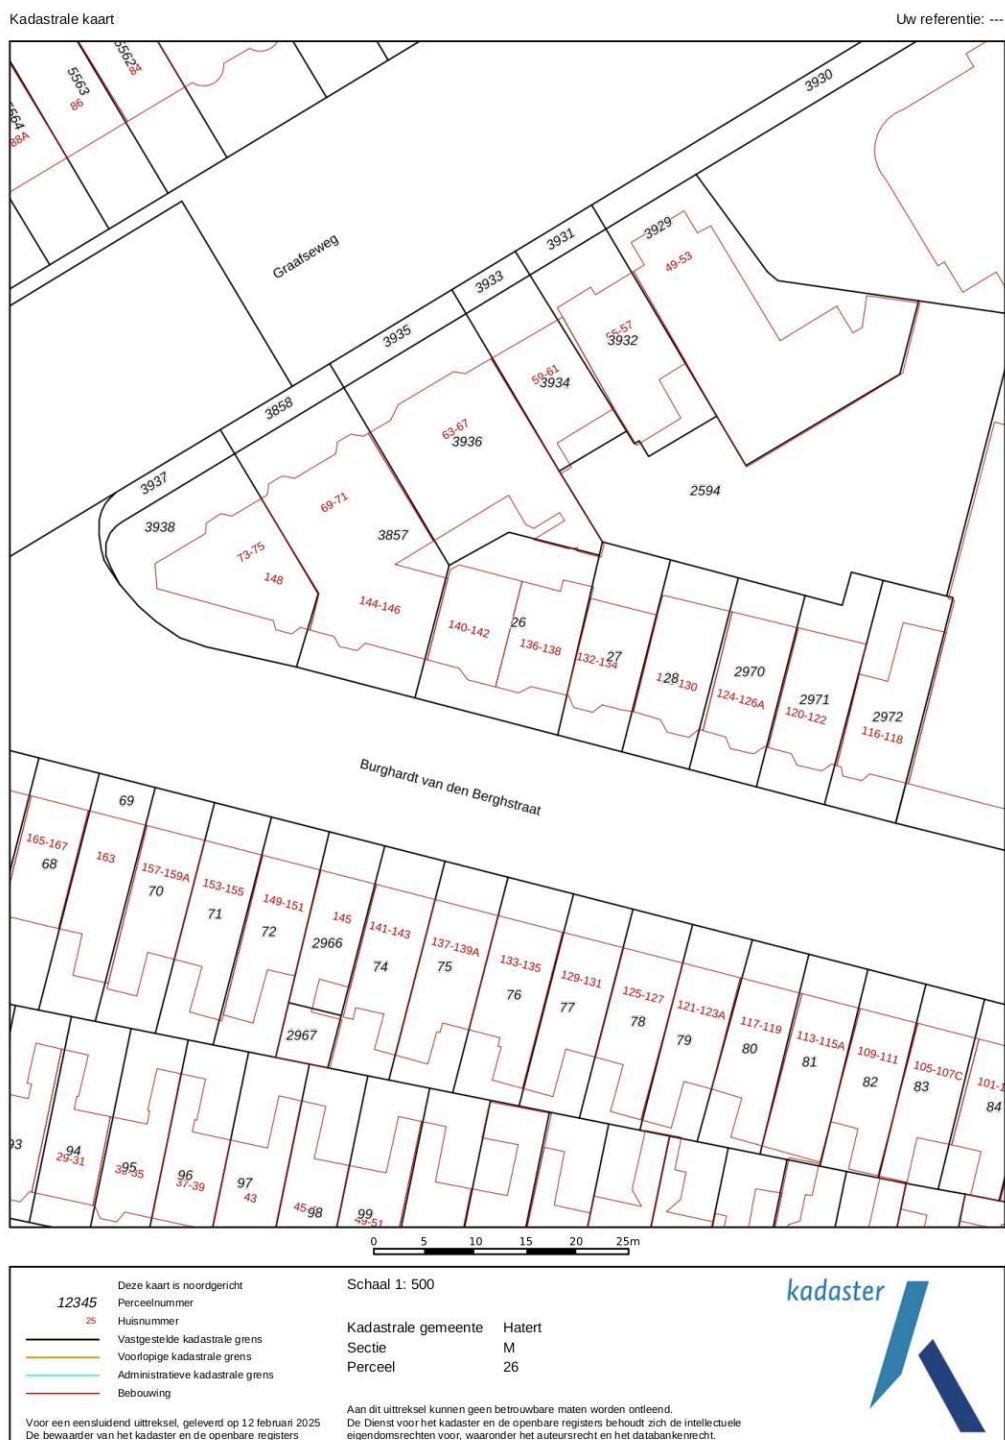 Kadastrale kaart
Uw referentie: ---
5562
84
5563
86
88A
3930
3929
3931
49-53
Graafseweg
3933
55-57
3932
3935
59-61
3934
3858
63-67
3936
3937
2594
69-71
3938
3857
73-75
148
144-146
140-142
26
136-138
27
132-134
28
2970
124-126A
2971
120-122
2972
116-118
Burghardt van den Berghstraat
69
165-167
68
163
157-159A
70
153-155
71
149-151
72
145
2966
141-143
74
137-139A
75
133-135
76
129-131
77
125-127
78
121-123A
79
117-119
80
113-115A
81
109-111
82
105-107C
83
84
2967
94
29-31
95
96
37-39
97
43
98
99
49-51
0 5 10 15 20 25m
Deze kaart is noordgericht
12345 Perceelnummer
25 Huisnummer
Vastgestelde kadastrale grens
Voorlopige kadastrale grens
Administratieve kadastrale grens
Bebouwing
Voor een eensluidend uittreksel, geleverd op 12 februari 2025
De bewaarder van het kadaster en de openbare registers
Schaal 1: 500
Kadastrale gemeente Hatert
Sectie M
Perceel 26
Aan dit uittreksel kunnen geen betrouwbare maten worden ontleend.
De Dienst voor het kadaster en de openbare registers behoudt zich de intellectuele
eigendomsrechten voor, waaronder het auteursrecht en het databankenrecht.
kadaster